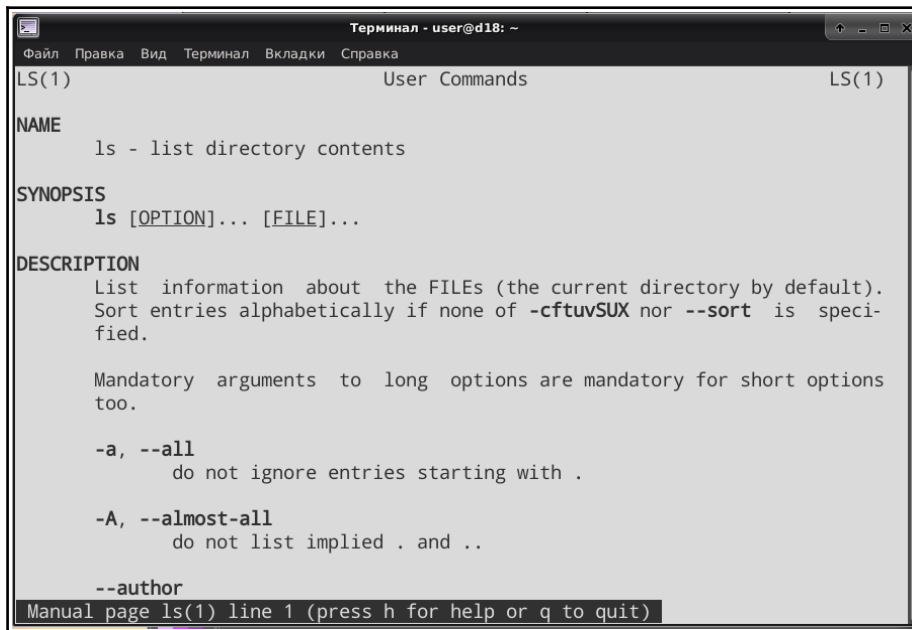 Терминал - user@d18: ~
Файл Правка Вид Терминал Вкладки Справка
LS(1) User Commands LS(1)
NAME
ls - list directory contents
SYNOPSIS
ls [OPTION]... [FILE]...
DESCRIPTION
List information about the FILEs (the current directory by default).
Sort entries alphabetically if none of -cftuvSUX nor --sort is speci-
fied.
Mandatory arguments to long options are mandatory for short options
too.
-a, --all
do not ignore entries starting with .
-A, --almost-all
do not list implied . and ..
--author
Manual page ls(1) line 1 (press h for help or q to quit)